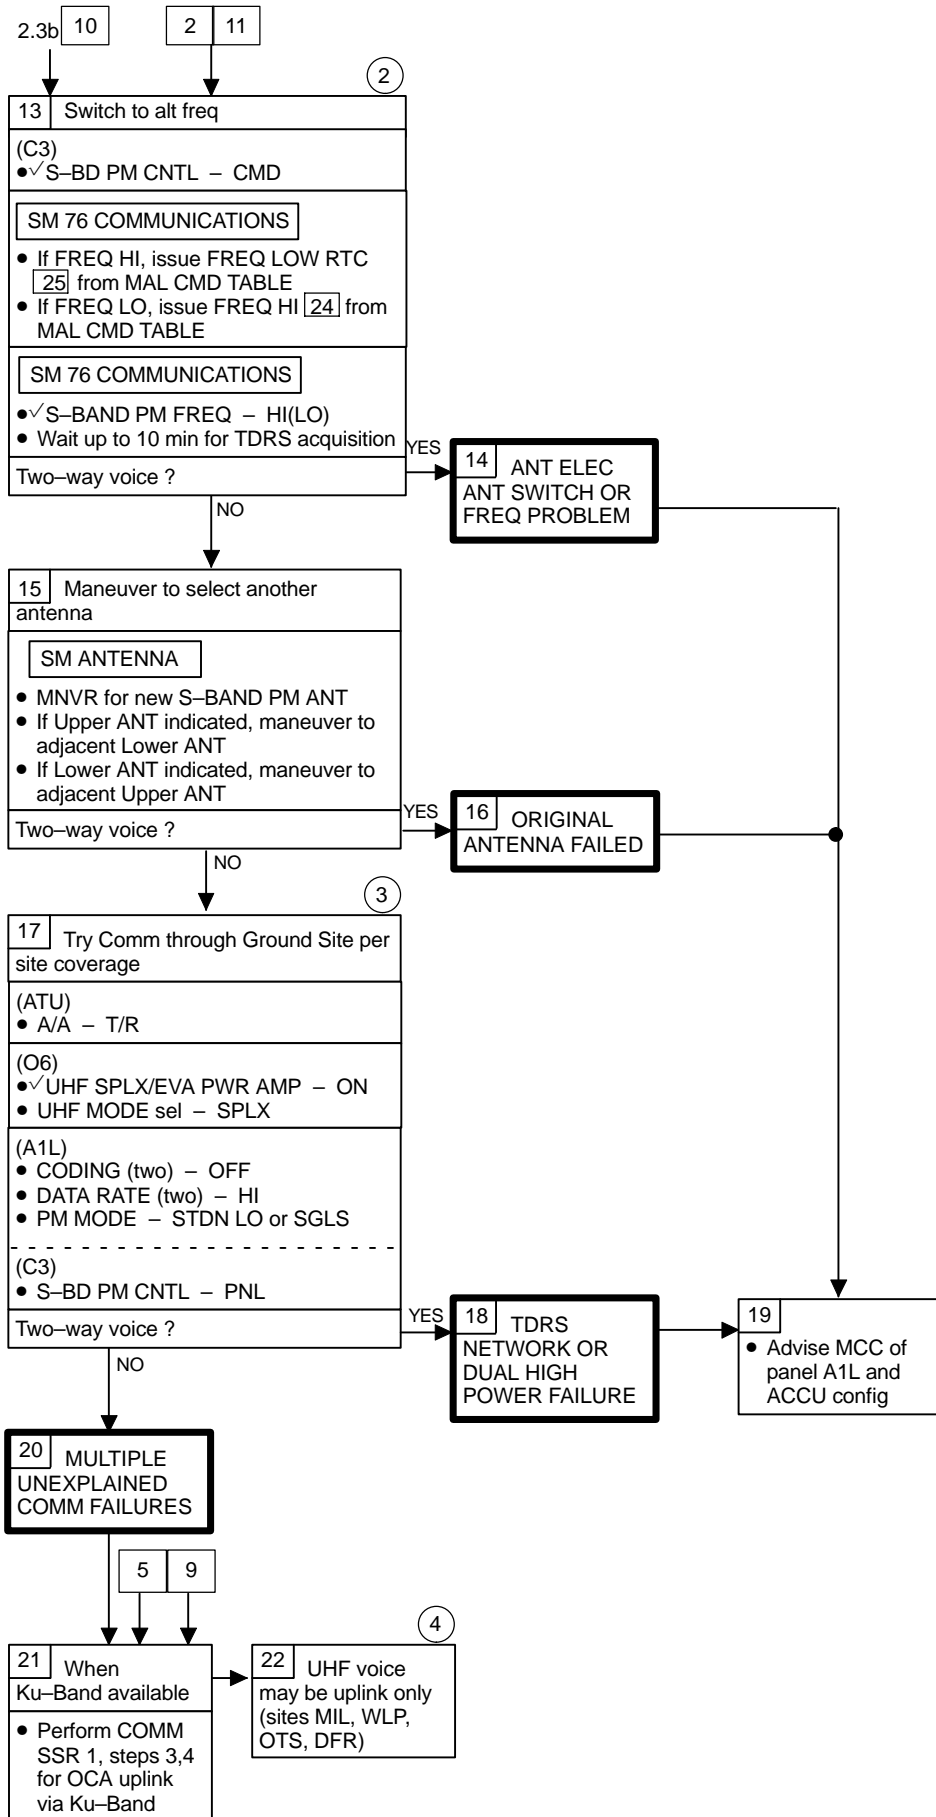 2.3b 10 2 11
2
13 Switch to alt freq
(C3)
●√S–BD PM CNTL – CMD
SM 76 COMMUNICATIONS
● If FREQ HI, issue FREQ LOW RTC
25 from MAL CMD TABLE
● If FREQ LO, issue FREQ HI 24 from
MAL CMD TABLE
SM 76 COMMUNICATIONS
●√S–BAND PM FREQ – HI(LO)
● Wait up to 10 min for TDRS acquisition
Two–way voice ?
YES
14 ANT ELEC
ANT SWITCH OR
FREQ PROBLEM
NO
15 Maneuver to select another
antenna
SM ANTENNA
● MNVR for new S–BAND PM ANT
● If Upper ANT indicated, maneuver to
adjacent Lower ANT
● If Lower ANT indicated, maneuver to
adjacent Upper ANT
Two–way voice ?
YES
16 ORIGINAL
ANTENNA FAILED
NO
3
17 Try Comm through Ground Site per
site coverage
(ATU)
● A/A – T/R
(O6)
●√UHF SPLX/EVA PWR AMP – ON
● UHF MODE sel – SPLX
(A1L)
● CODING (two) – OFF
● DATA RATE (two) – HI
● PM MODE – STDN LO or SGLS
(C3)
● S–BD PM CNTL – PNL
Two–way voice ?
YES
18 TDRS
NETWORK OR
DUAL HIGH
POWER FAILURE
19
● Advise MCC of
panel A1L and
ACCU config
NO
20 MULTIPLE
UNEXPLAINED
COMM FAILURES
5 9
21 When
Ku–Band available
● Perform COMM
SSR 1, steps 3,4
for OCA uplink
via Ku–Band
4
22 UHF voice
may be uplink only
(sites MIL, WLP,
OTS, DFR)